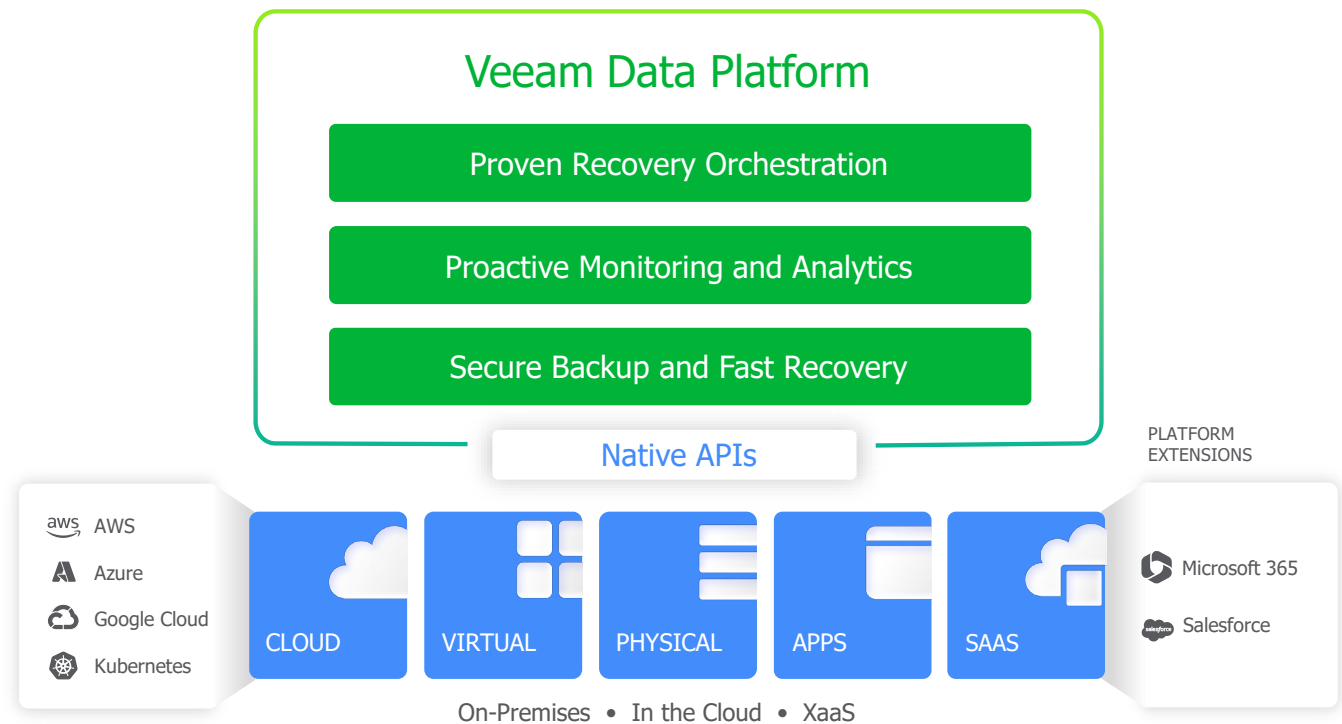 Veeam Data Platform
Proven Recovery Orchestration
Proactive Monitoring and Analytics
Secure Backup and Fast Recovery
Native APIs
PLATFORM
EXTENSIONS
aws AWS
Azure
Google Cloud
Kubernetes
CLOUD
VIRTUAL
PHYSICAL
APPS
SAAS
Microsoft 365
salesforce Salesforce
On-Premises • In the Cloud • XaaS